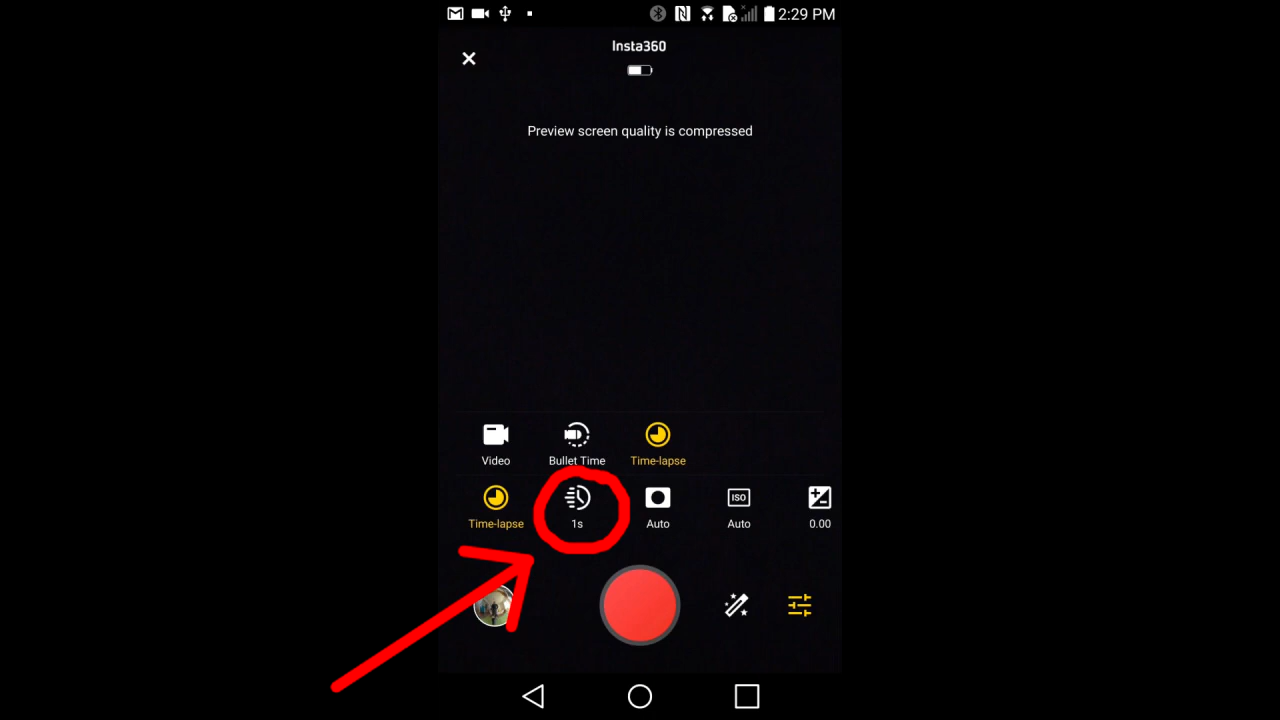 2:29 PM
Insta360
Preview screen quality is compressed
Video Bullet Time Time-lapse
ISO
Time-lapse 1s Auto Auto 0.00